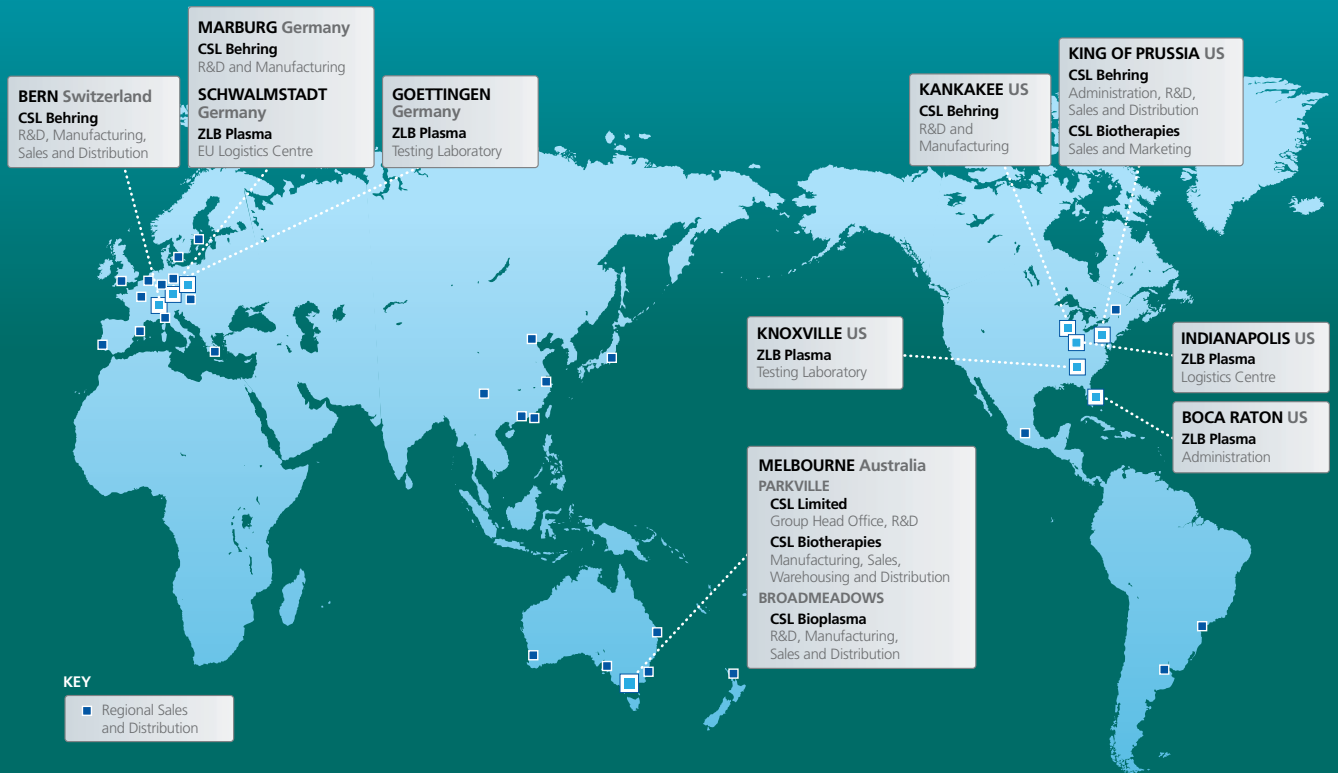 MARBURG Germany
CSL Behring
R&D and Manufacturing
SCHWALMSTADT
Germany
ZLB Plasma
EU Logistics Centre
BERN Switzerland
CSL Behring
R&D, Manufacturing,
Sales and Distribution
GOETTINGEN
Germany
ZLB Plasma
Testing Laboratory
KANKAKEE US
CSL Behring
R&D and
Manufacturing
KING OF PRUSSIA US
CSL Behring
Administration, R&D,
Sales and Distribution
CSL Biotherapies
Sales and Marketing
KNOXVILLE US
ZLB Plasma
Testing Laboratory
INDIANAPOLIS US
ZLB Plasma
Logistics Centre
BOCA RATON US
ZLB Plasma
Administration
MELBOURNE Australia
PARKVILLE
CSL Limited
Group Head Office, R&D
CSL Biotherapies
Manufacturing, Sales,
Warehousing and Distribution
BROADMEADOWS
CSL Bioplasma
R&D, Manufacturing,
Sales and Distribution
KEY
Regional Sales
and Distribution